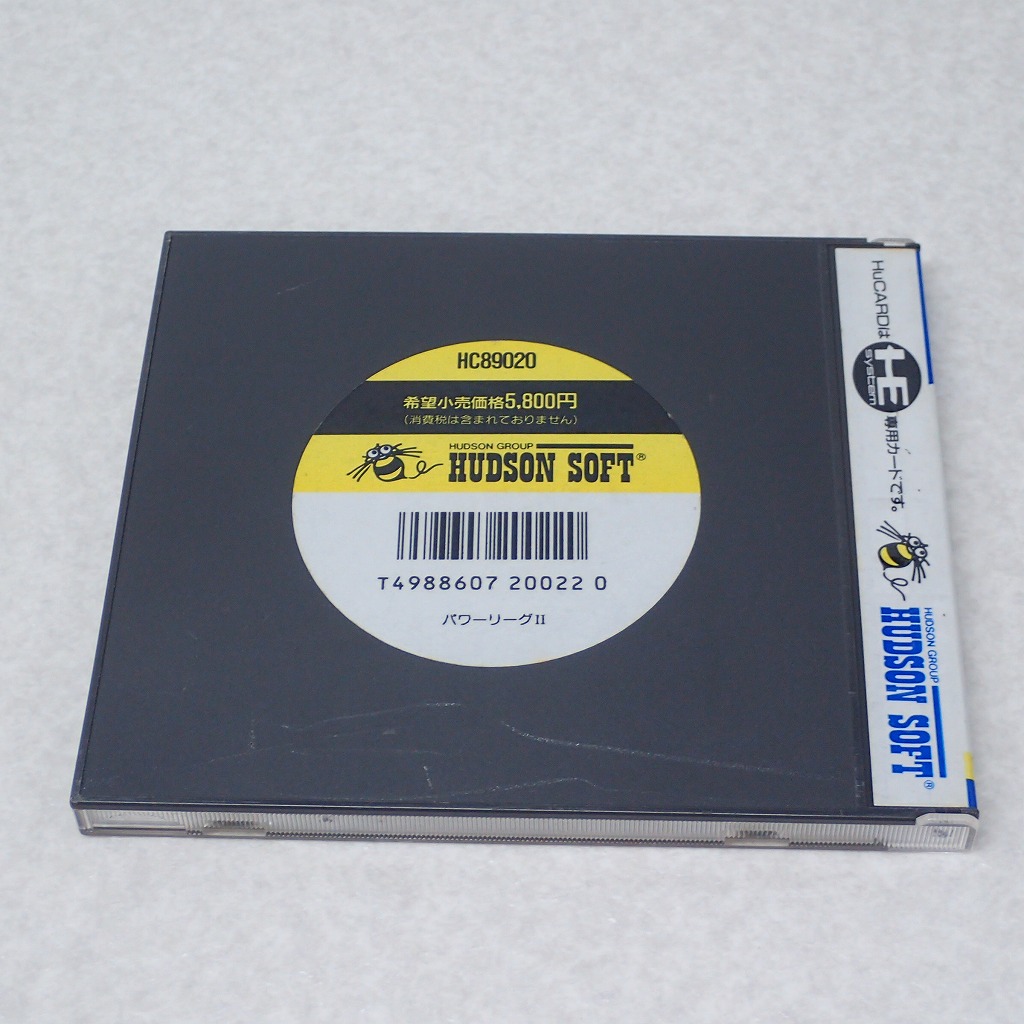 HC89020
希望小売価格5,800円
(消費税は含まれておりません)
HUDSON GROUP
HUDSON SOFT®
T4988607 20022 0
パワーリーグII
HuCARDは HE SYSTEM 専用カードです。
HUDSON GROUP
HUDSON SOFT®